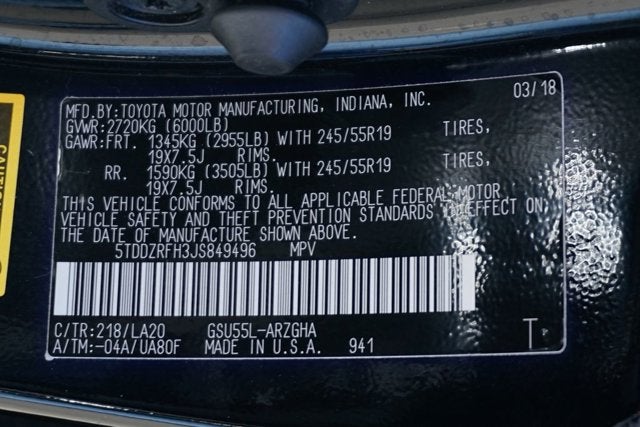 MFD.BY:TOYOTA MOTOR MANUFACTURING, INDIANA, INC. 03/18
GVWR:2720KG (6000LB)
GAWR:FRT. 1345KG (2955LB) WITH 245/55R19 TIRES,
19X7.5J RIMS.
RR. 1590KG (3505LB) WITH 245/55R19 TIRES,
19X7.5J RIMS.
THIS VEHICLE CONFORMS TO ALL APPLICABLE FEDERAL MOTOR
VEHICLE SAFETY AND THEFT PREVENTION STANDARDS IN EFFECT ON
THE DATE OF MANUFACTURE SHOWN ABOVE.
5TDDZRFH3JS849496 MPV
C/TR:218/LA20 GSU55L-ARZGHA
A/TM:-04A/UA80F MADE IN U.S.A. 941 T